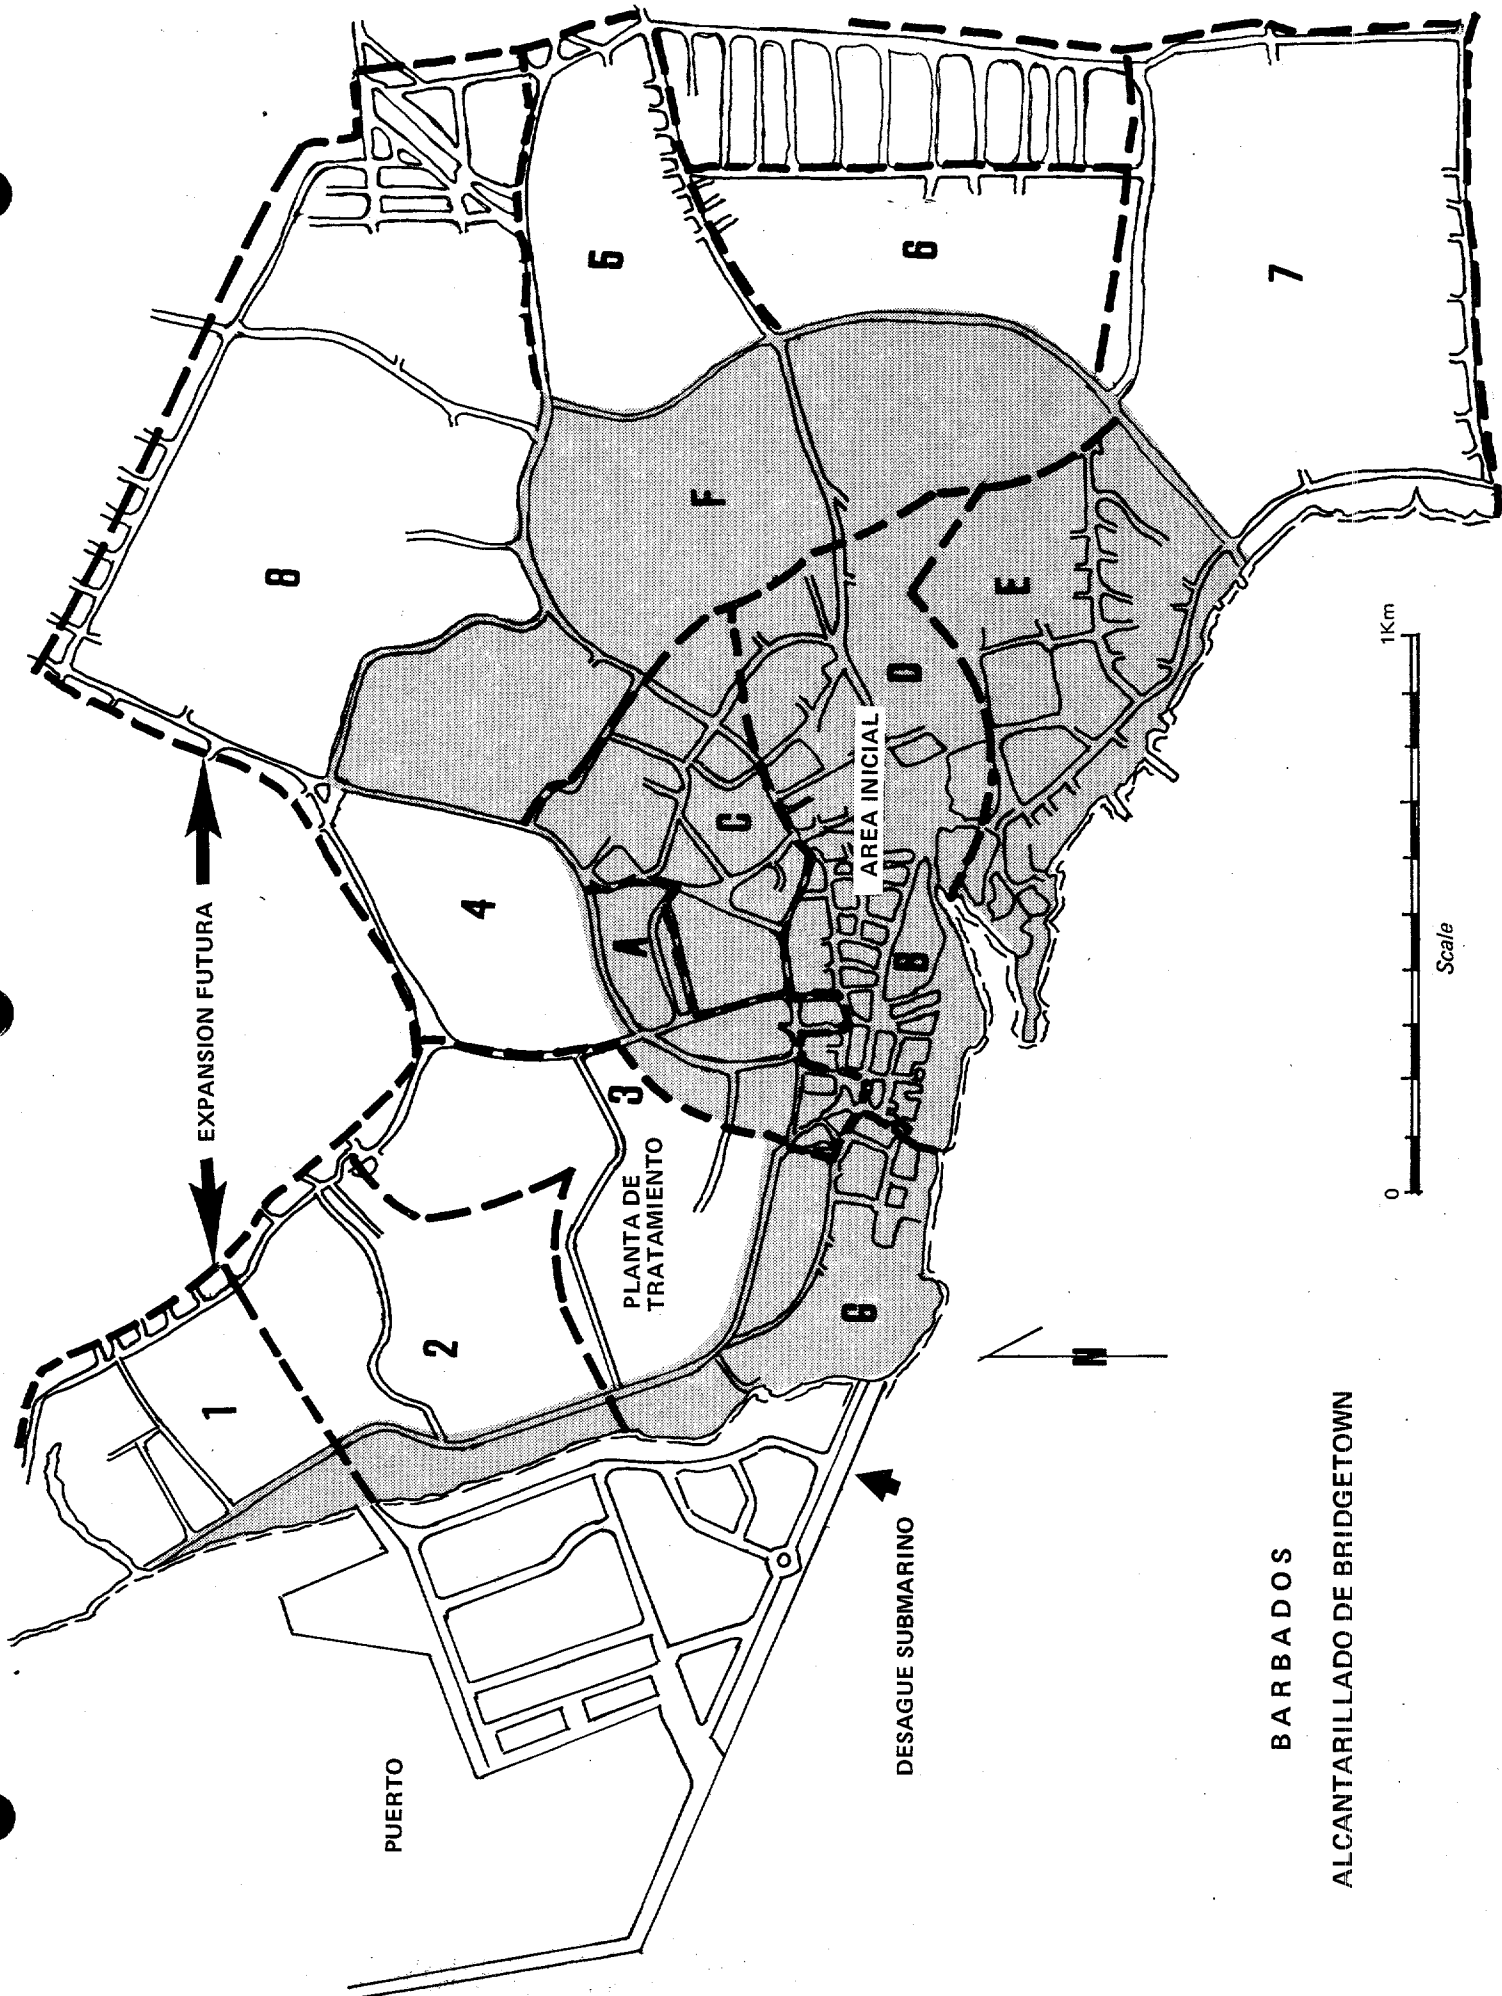 EXPANSION FUTURA
1
2
3
4
5
6
7
8
A
B
C
D
E
F
G
PLANTA DE
TRATAMIENTO
AREA INICIAL
PUERTO
DESAGUE SUBMARINO
N
0
1Km
Scale
BARBADOS
ALCANTARILLADO DE BRIDGETOWN